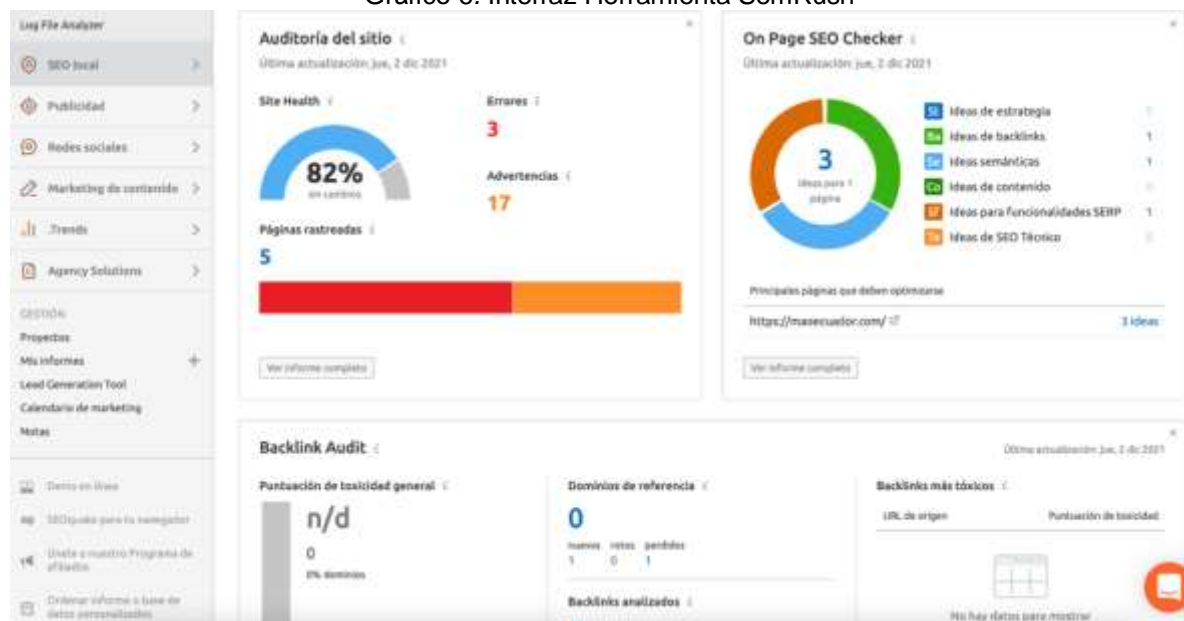 Gráfico 6. Interfaz Herramienta SemRush
Log File Analyzer
SEO local
Publicidad
Redes sociales
Marketing de contenido
.Trends
Agency Solutions
GESTIÓN
Proyectos
Mis informes
Lead Generation Tool
Calendario de marketing
Notas
Demo en línea
SEOquake para tu navegador
Únete a nuestro Programa de
afiliados
Ordenar informe a base de
datos personalizados
Auditoría del sitio
Última actualización: jue, 2 dic 2021
Site Health
82%
sin cambios
Errores
3
Advertencias
17
Páginas rastreadas
5
Ver informe completo
On Page SEO Checker
Última actualización: jue, 2 dic 2021
3
ideas para 1
página
St Ideas de estrategia 0
Ba Ideas de backlinks 1
Se Ideas semánticas 1
Co Ideas de contenido 0
Sf Ideas para funcionalidades SERP 1
Te Ideas de SEO Técnico 0
Principales páginas que deben optimizarse
https://masecuador.com/ 3 ideas
Ver informe completo
Backlink Audit
Última actualización: jue, 2 dic 2021
Puntuación de toxicidad general
n/d
0
0% dominios
Dominios de referencia
0
nuevos rotos perdidos
1 0 1
Backlinks analizados
Backlinks más tóxicos
URL de origen Puntuación de toxicidad
No hay datos para mostrar